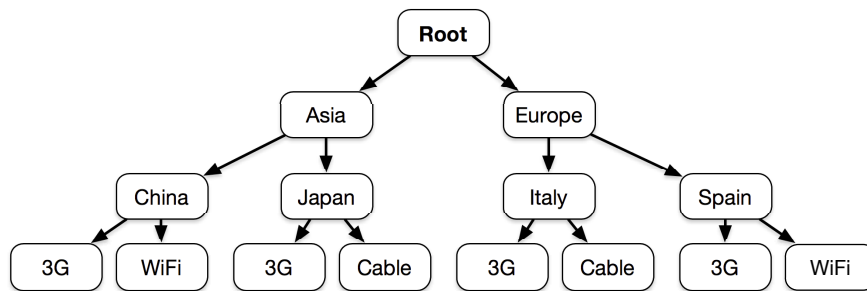 Root
Asia
Europe
China
Japan
Italy
Spain
3G
WiFi
3G
Cable
3G
Cable
3G
WiFi